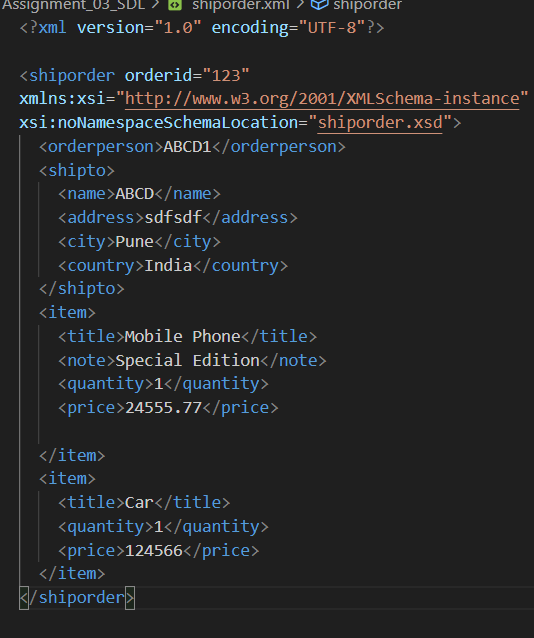 Assignment_03_SDL > shiporder.xml > shiporder
<?xml version="1.0" encoding="UTF-8"?>
<shiporder orderid="123"
xmlns:xsi="http://www.w3.org/2001/XMLSchema-instance"
xsi:noNamespaceSchemaLocation="shiporder.xsd">
<orderperson>ABCD1</orderperson>
<shipto>
<name>ABCD</name>
<address>sdfsdf</address>
<city>Pune</city>
<country>India</country>
</shipto>
<item>
<title>Mobile Phone</title>
<note>Special Edition</note>
<quantity>1</quantity>
<price>24555.77</price>
</item>
<item>
<title>Car</title>
<quantity>1</quantity>
<price>124566</price>
</item>
</shiporder>